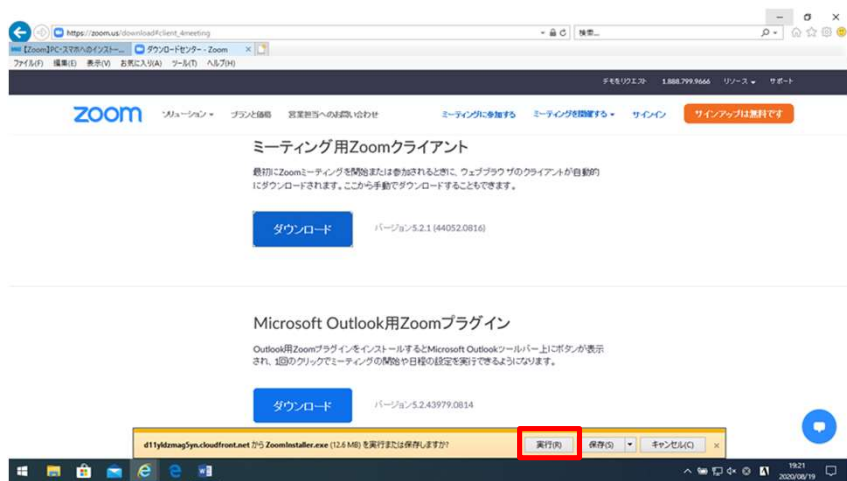 https://zoom.us/download#client_4meeting
検索...
【Zoom】PC・スマホへのインストー...
ダウンロードセンター - Zoom
ファイル(F) 編集(E) 表示(V) お気に入り(A) ツール(T) ヘルプ(H)
デモをリクエスト 1.888.799.9666 リソース サポート
zoom ソリューション プランと価格 営業担当へのお問い合わせ ミーティングに参加する ミーティングを開催する サインイン サインアップは無料です
ミーティング用Zoomクライアント
最初にZoomミーティングを開始または参加されるときに、ウェブブラウザのクライアントが自動的
にダウンロードされます。ここから手動でダウンロードすることもできます。
ダウンロード バージョン5.2.1 (44052.0816)
Microsoft Outlook用Zoomプラグイン
Outlook用ZoomプラグインをインストールするとMicrosoft Outlookツールバー上にボタンが表示
され、1回のクリックでミーティングの開始や日程の設定を実行できるようになります。
ダウンロード バージョン5.2.43979.0814
d11yldzmag5yn.cloudfront.net から ZoomInstaller.exe (12.6 MB) を実行または保存しますか?
実行(R) 保存(S) キャンセル(C) ×
19:21
2020/08/19